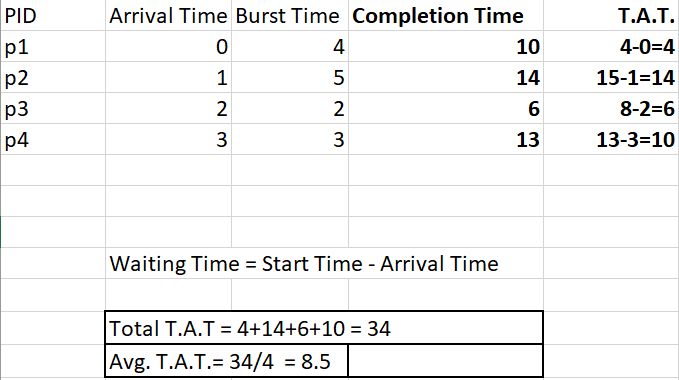 PID Arrival Time Burst Time Completion Time T.A.T.
p1 0 4 10 4-0=4
p2 1 5 14 15-1=14
p3 2 2 6 8-2=6
p4 3 3 13 13-3=10
Waiting Time = Start Time - Arrival Time
Total T.A.T = 4+14+6+10 = 34
Avg. T.A.T.= 34/4 = 8.5